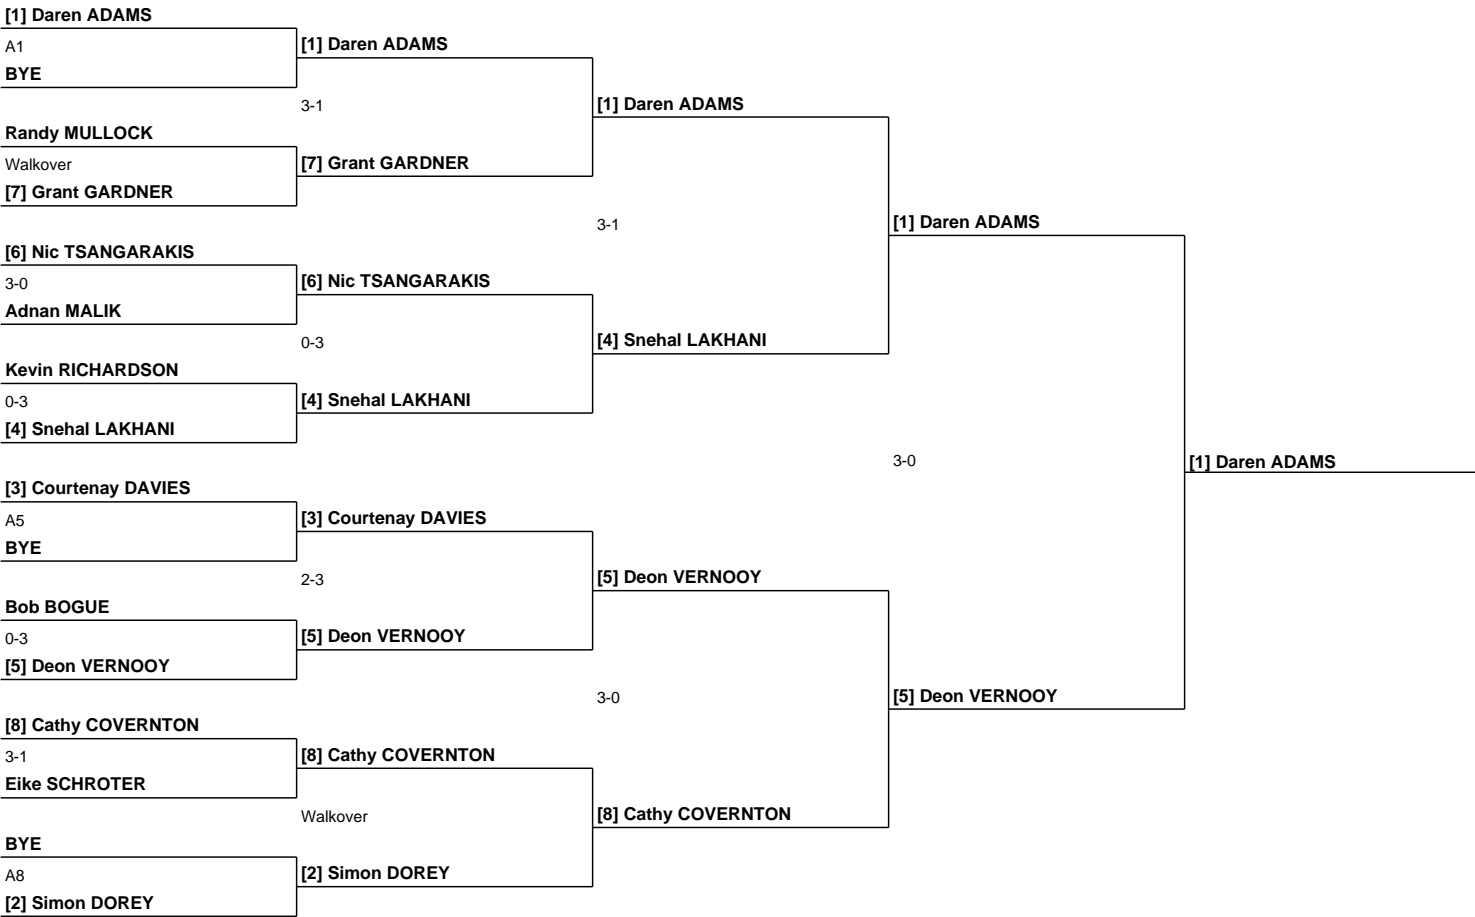 [1] Daren ADAMS
A1
[1] Daren ADAMS
BYE
3-1
[1] Daren ADAMS
Randy MULLOCK
Walkover
[7] Grant GARDNER
[7] Grant GARDNER
3-1
[1] Daren ADAMS
[6] Nic TSANGARAKIS
3-0
[6] Nic TSANGARAKIS
Adnan MALIK
0-3
[4] Snehal LAKHANI
Kevin RICHARDSON
0-3
[4] Snehal LAKHANI
[4] Snehal LAKHANI
3-0
[1] Daren ADAMS
[3] Courtenay DAVIES
A5
[3] Courtenay DAVIES
BYE
2-3
[5] Deon VERNOOY
Bob BOGUE
0-3
[5] Deon VERNOOY
[5] Deon VERNOOY
3-0
[5] Deon VERNOOY
[8] Cathy COVERNTON
3-1
[8] Cathy COVERNTON
Eike SCHROTER
Walkover
[8] Cathy COVERNTON
BYE
A8
[2] Simon DOREY
[2] Simon DOREY